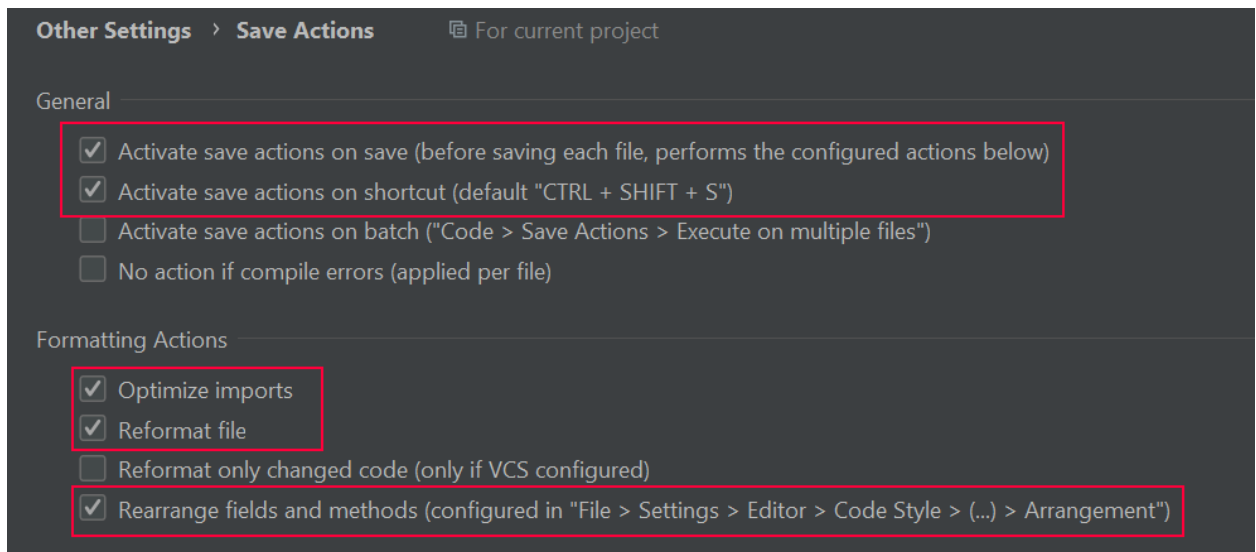 Other Settings › Save Actions For current project
General
Activate save actions on save (before saving each file, performs the configured actions below)
Activate save actions on shortcut (default "CTRL + SHIFT + S")
Activate save actions on batch ("Code > Save Actions > Execute on multiple files")
No action if compile errors (applied per file)
Formatting Actions
Optimize imports
Reformat file
Reformat only changed code (only if VCS configured)
Rearrange fields and methods (configured in "File > Settings > Editor > Code Style > (...) > Arrangement")